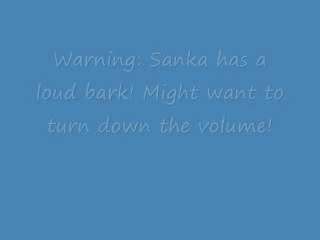 Warning: Sanka has a
loud bark! Might want to
turn down the volume!